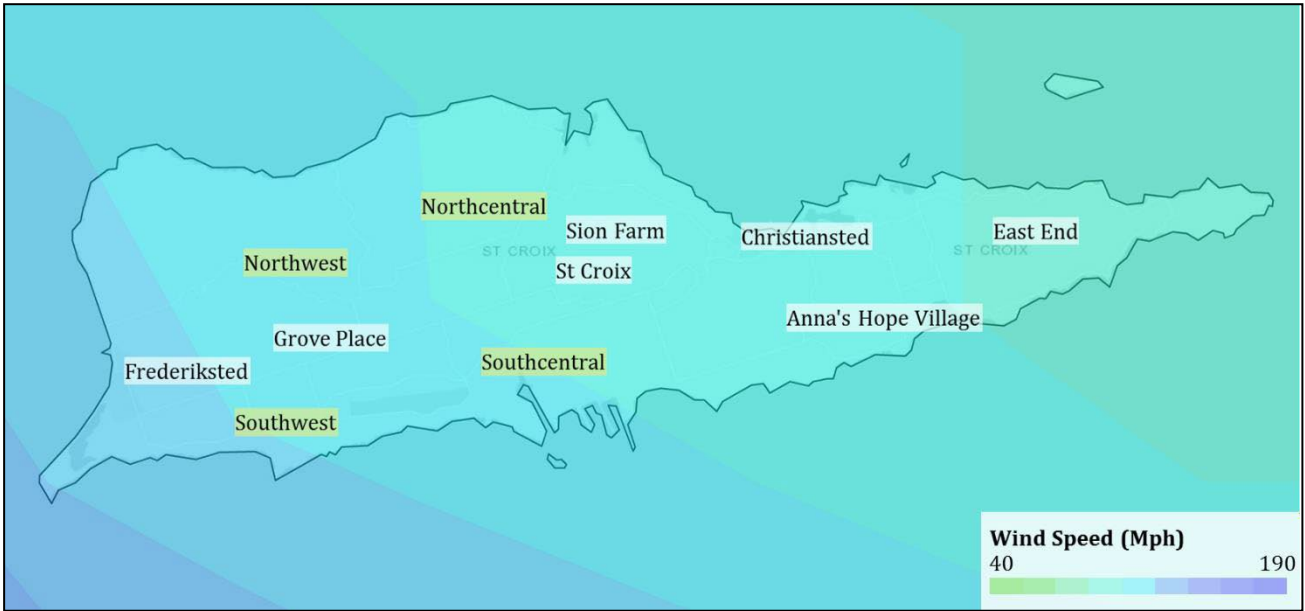 Northcentral
Sion Farm
Christiansted
East End
ST CROIX
ST CROIX
Northwest
St Croix
Anna's Hope Village
Grove Place
Southcentral
Frederiksted
Southwest
Wind Speed (Mph)
40 190